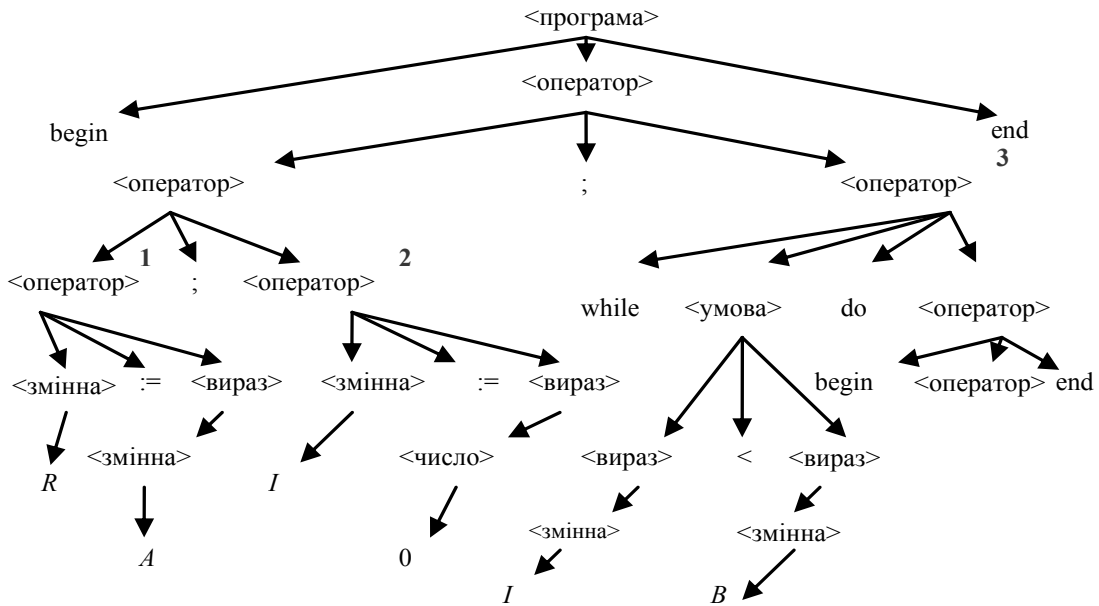 <програма>
<оператор>
begin end
3
<оператор> ; <оператор>
1 2
<оператор> ; <оператор>
while <умова> do <оператор>
<змінна> := <вираз> <змінна> := <вираз> begin <оператор> end
<змінна> <число> <вираз> < <вираз>
R I
<змінна> <змінна>
A 0
I B